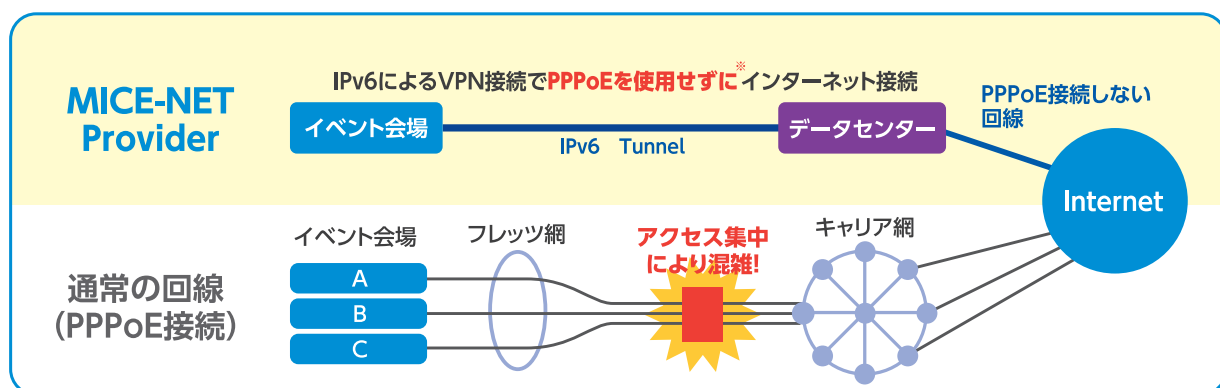 IPv6によるVPN接続でPPPoEを使用せずに※インターネット接続
MICE-NET
Provider
イベント会場
IPv6 Tunnel
データセンター
PPPoE接続しない
回線
Internet
通常の回線
(PPPoE接続)
イベント会場
A
B
C
フレッツ網
アクセス集中
により混雑!
キャリア網